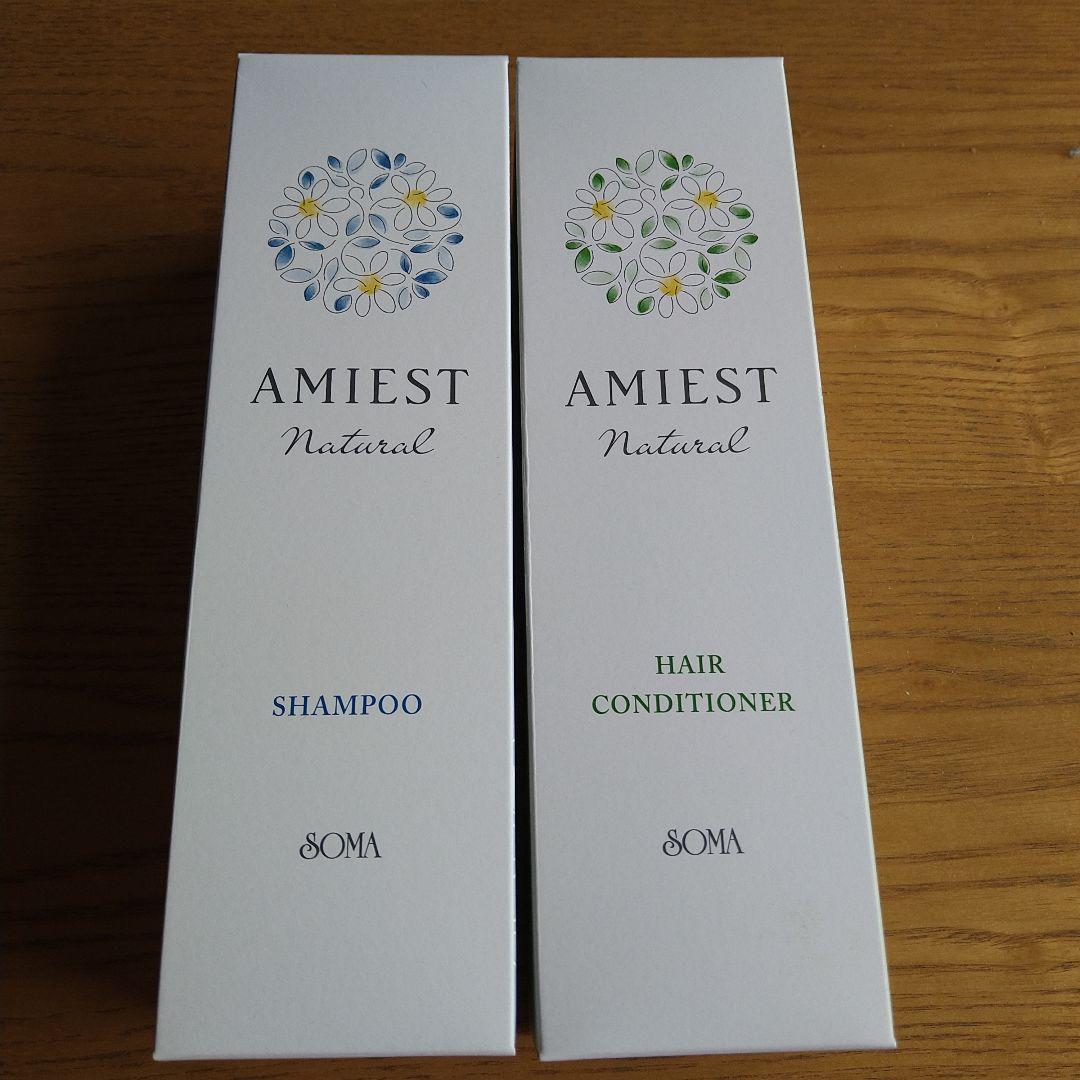 AMIEST
Natural
SHAMPOO
SOMA
AMIEST
Natural
HAIR
CONDITIONER
SOMA